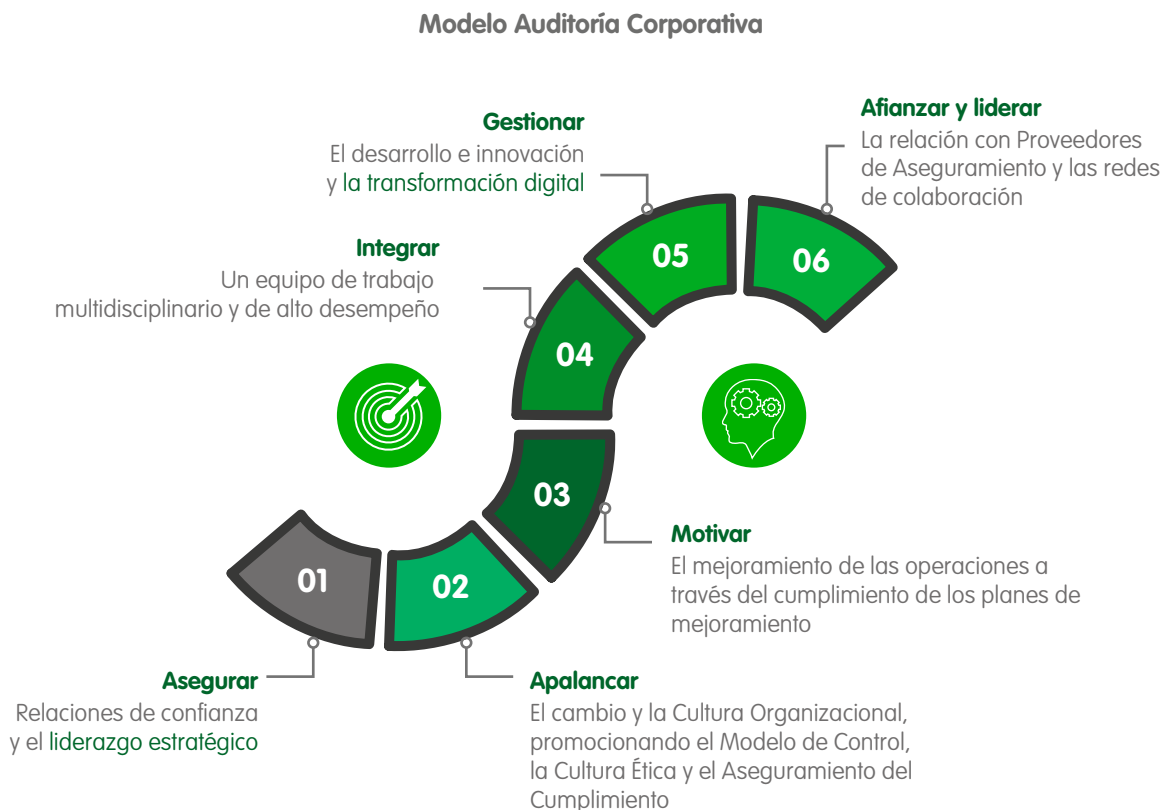 Modelo Auditoría Corporativa
01
Asegurar
Relaciones de confianza
y el liderazgo estratégico
02
Apalancar
El cambio y la Cultura Organizacional,
promocionando el Modelo de Control,
la Cultura Ética y el Aseguramiento del
Cumplimiento
03
Motivar
El mejoramiento de las operaciones a
través del cumplimiento de los planes de
mejoramiento
04
Integrar
Un equipo de trabajo
multidisciplinario y de alto desempeño
05
Gestionar
El desarrollo e innovación
y la transformación digital
06
Afianzar y liderar
La relación con Proveedores
de Aseguramiento y las redes
de colaboración